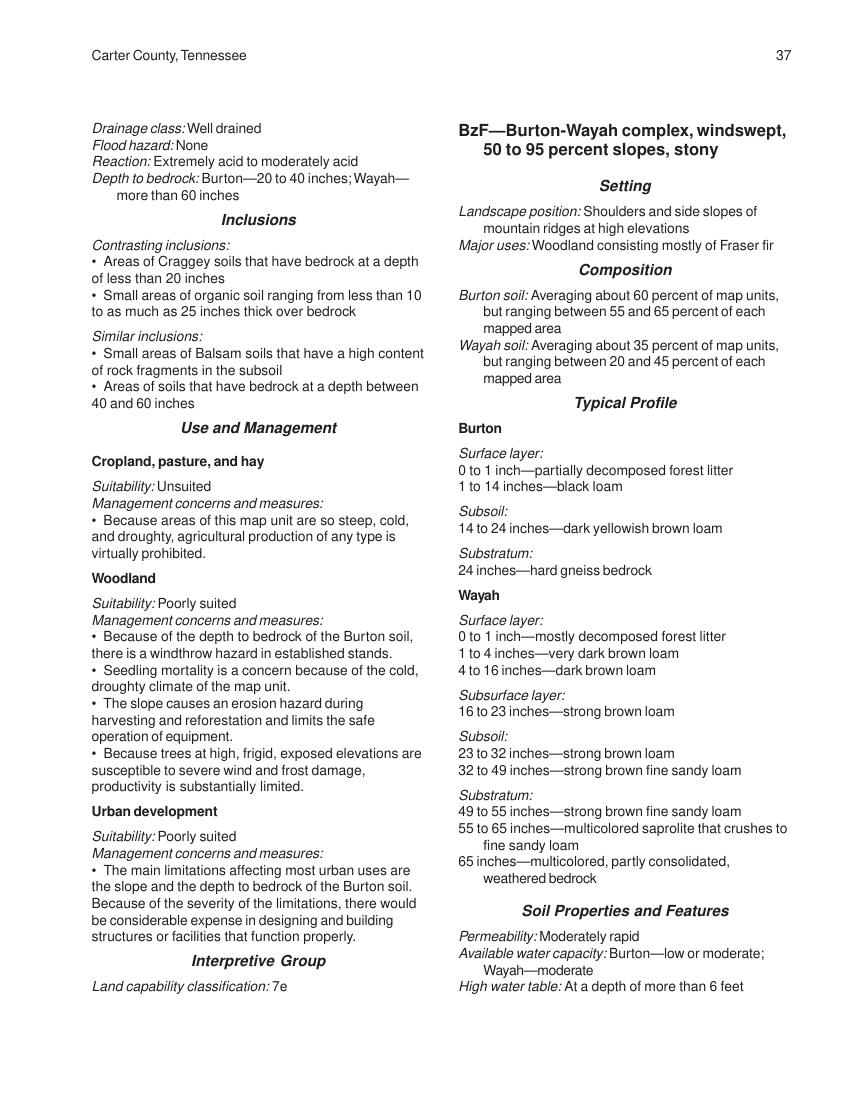 Carter County, Tennessee
37
Drainage class: Well drained
Flood hazard: None
Reaction: Extremely acid to moderately acid
Depth to bedrock: Burton—20 to 40 inches; Wayah—
more than 60 inches
Inclusions
Contrasting inclusions:
• Areas of Craggey soils that have bedrock at a depth
of less than 20 inches
• Small areas of organic soil ranging from less than 10
to as much as 25 inches thick over bedrock
Similar inclusions:
• Small areas of Balsam soils that have a high content
of rock fragments in the subsoil
• Areas of soils that have bedrock at a depth between
40 and 60 inches
Use and Management
Cropland, pasture, and hay
Suitability: Unsuited
Management concerns and measures:
• Because areas of this map unit are so steep, cold,
and droughty, agricultural production of any type is
virtually prohibited.
Woodland
Suitability: Poorly suited
Management concerns and measures:
• Because of the depth to bedrock of the Burton soil,
there is a windthrow hazard in established stands.
• Seedling mortality is a concern because of the cold,
droughty climate of the map unit.
• The slope causes an erosion hazard during
harvesting and reforestation and limits the safe
operation of equipment.
• Because trees at high, frigid, exposed elevations are
susceptible to severe wind and frost damage,
productivity is substantially limited.
Urban development
Suitability: Poorly suited
Management concerns and measures:
• The main limitations affecting most urban uses are
the slope and the depth to bedrock of the Burton soil.
Because of the severity of the limitations, there would
be considerable expense in designing and building
structures or facilities that function properly.
Interpretive Group
Land capability classification: 7e
BzF—Burton-Wayah complex, windswept,
50 to 95 percent slopes, stony
Setting
Landscape position: Shoulders and side slopes of
mountain ridges at high elevations
Major uses: Woodland consisting mostly of Fraser fir
Composition
Burton soil: Averaging about 60 percent of map units,
but ranging between 55 and 65 percent of each
mapped area
Wayah soil: Averaging about 35 percent of map units,
but ranging between 20 and 45 percent of each
mapped area
Typical Profile
Burton
Surface layer:
0 to 1 inch—partially decomposed forest litter
1 to 14 inches—black loam
Subsoil:
14 to 24 inches—dark yellowish brown loam
Substratum:
24 inches—hard gneiss bedrock
Wayah
Surface layer:
0 to 1 inch—mostly decomposed forest litter
1 to 4 inches—very dark brown loam
4 to 16 inches—dark brown loam
Subsurface layer:
16 to 23 inches—strong brown loam
Subsoil:
23 to 32 inches—strong brown loam
32 to 49 inches—strong brown fine sandy loam
Substratum:
49 to 55 inches—strong brown fine sandy loam
55 to 65 inches—multicolored saprolite that crushes to
fine sandy loam
65 inches—multicolored, partly consolidated,
weathered bedrock
Soil Properties and Features
Permeability: Moderately rapid
Available water capacity: Burton—low or moderate;
Wayah—moderate
High water table: At a depth of more than 6 feet